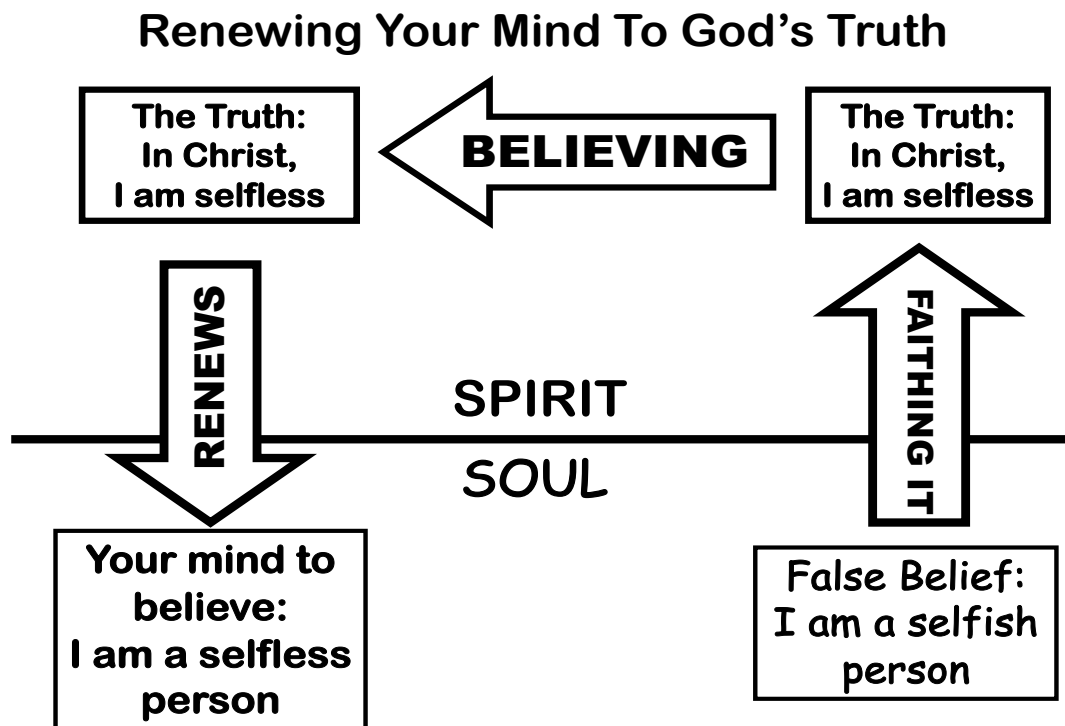 Renewing Your Mind To God's Truth
The Truth:
In Christ,
I am selfless
BELIEVING
The Truth:
In Christ,
I am selfless
RENEWS
FAITHING IT
SPIRIT
SOUL
Your mind to
believe:
I am a selfless
person
False Belief:
I am a selfish
person